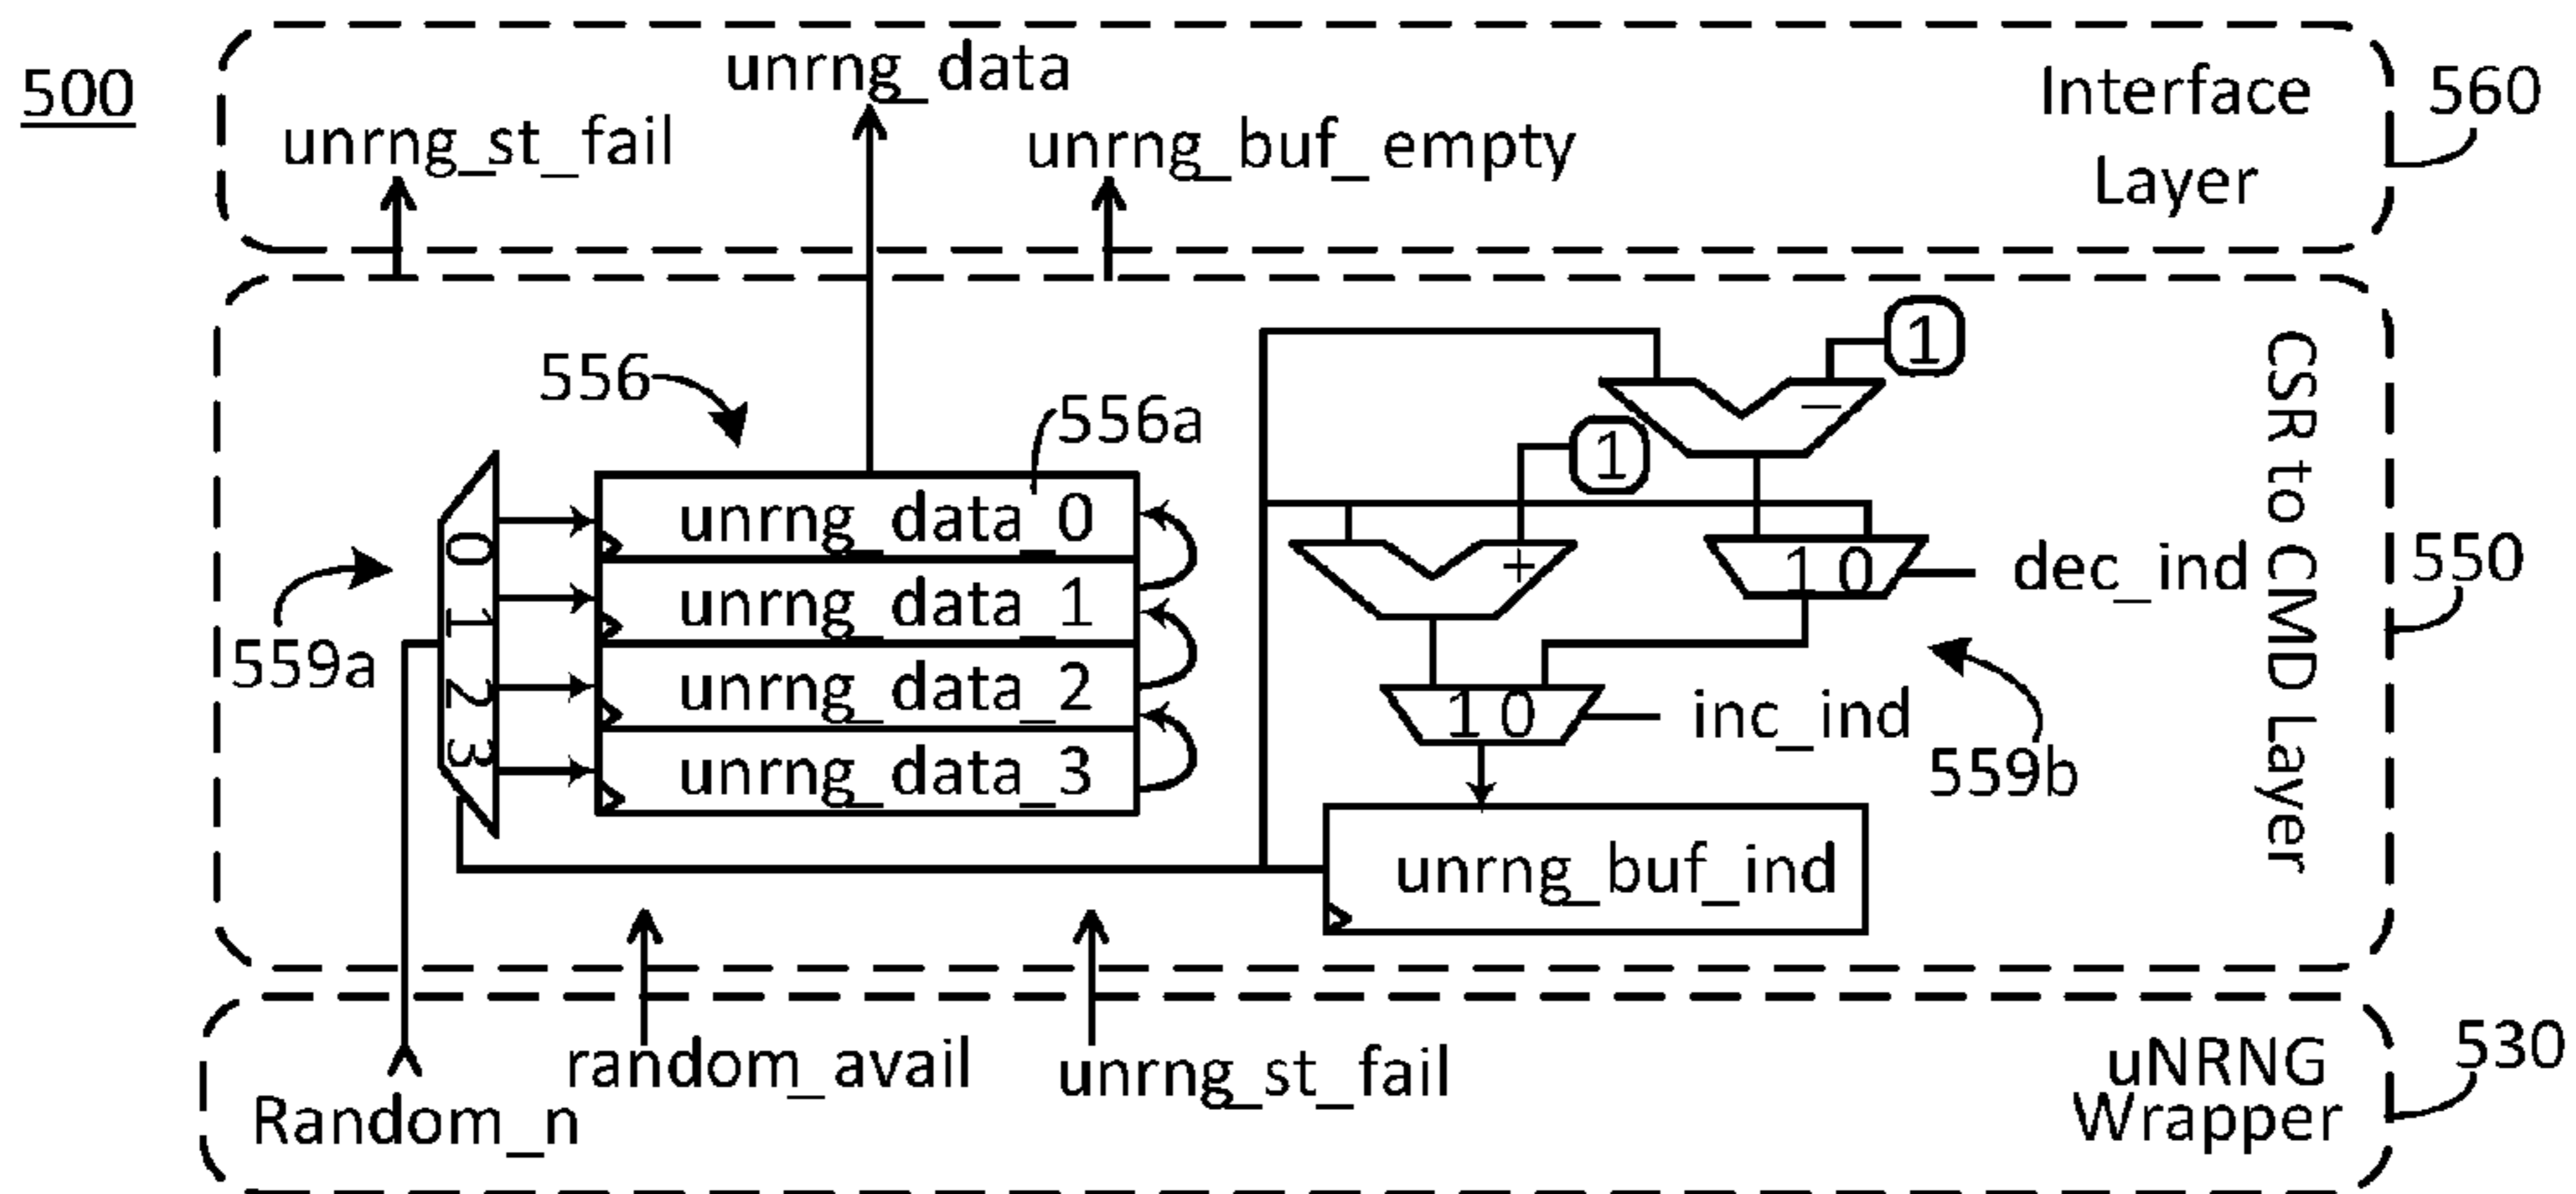 500
unrng_data
unrng_st_fail
unrng_buf_empty
Interface
Layer
560
556
556a
1
−
1
+
559a
0
1
2
3
unrng_data_0
unrng_data_1
unrng_data_2
unrng_data_3
1 0
dec_ind
1 0
inc_ind
559b
unrng_buf_ind
CSR to CMD Layer
550
Random_n
random_avail
unrng_st_fail
uNRNG
Wrapper
530